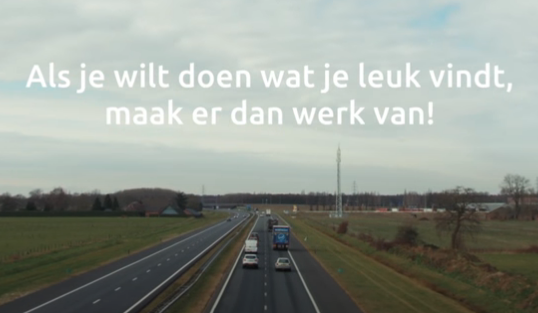 Als je wilt doen wat je leuk vindt,
maak er dan werk van!